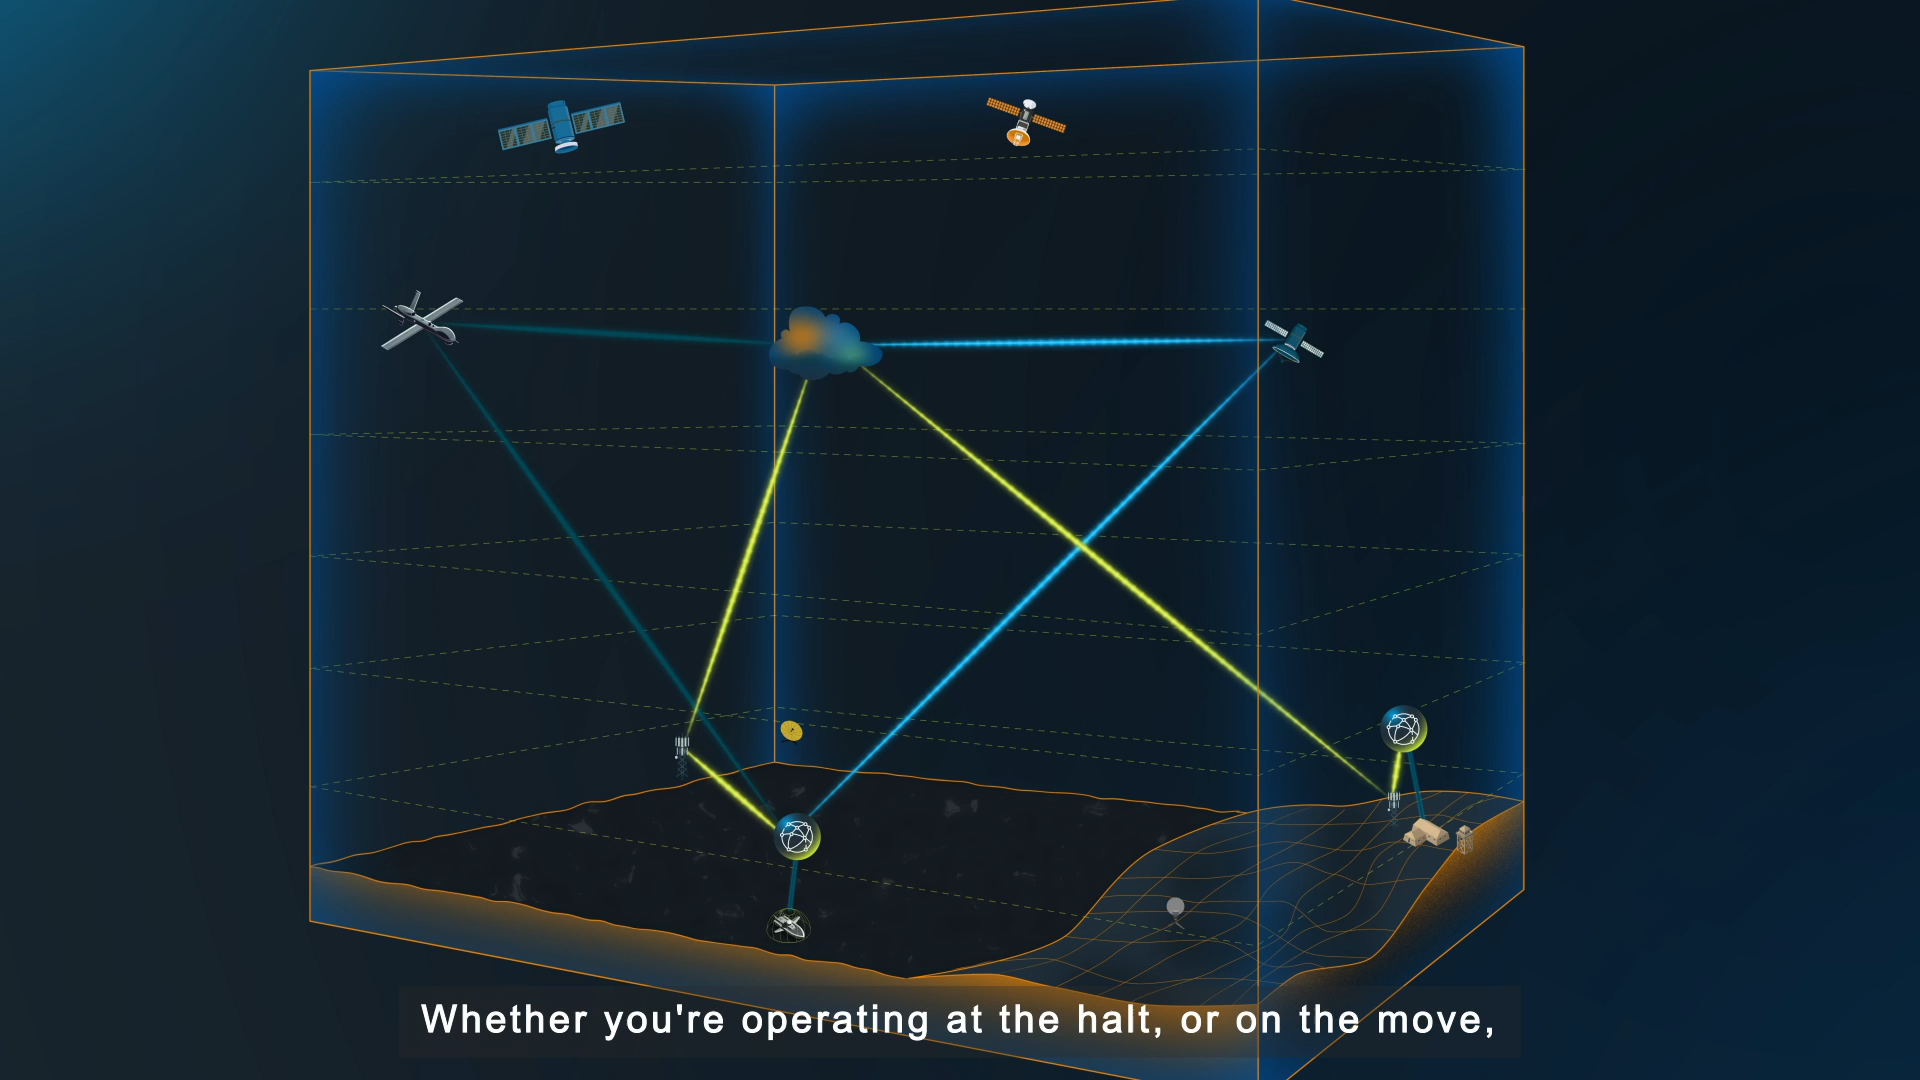 Whether you're operating at the halt, or on the move,